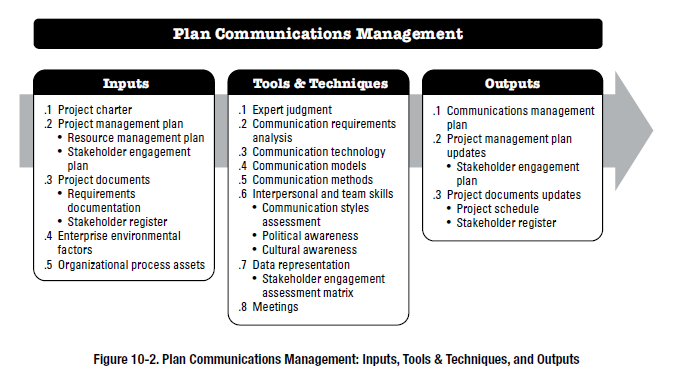 Plan Communications Management
Inputs
.1 Project charter
.2 Project management plan
• Resource management plan
• Stakeholder engagement
plan
.3 Project documents
• Requirements
documentation
• Stakeholder register
.4 Enterprise environmental
factors
.5 Organizational process assets
Tools & Techniques
.1 Expert judgment
.2 Communication requirements
analysis
.3 Communication technology
.4 Communication models
.5 Communication methods
.6 Interpersonal and team skills
• Communication styles
assessment
• Political awareness
• Cultural awareness
.7 Data representation
• Stakeholder engagement
assessment matrix
.8 Meetings
Outputs
.1 Communications management
plan
.2 Project management plan
updates
• Stakeholder engagement
plan
.3 Project documents updates
• Project schedule
• Stakeholder register
Figure 10-2. Plan Communications Management: Inputs, Tools & Techniques, and Outputs